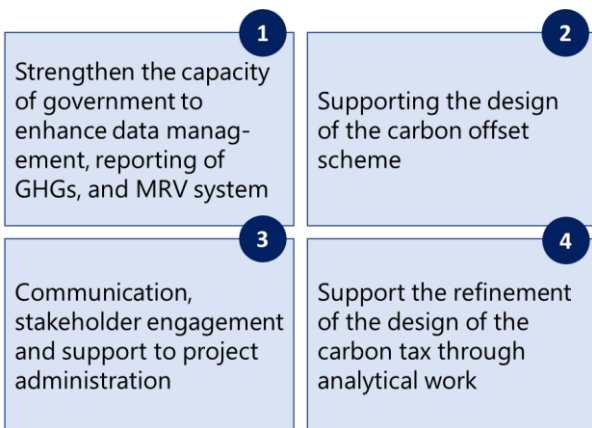 1
Strengthen the capacity
of government to
enhance data manag-
ement, reporting of
GHGs, and MRV system
2
Supporting the design
of the carbon offset
scheme
3
Communication,
stakeholder engagement
and support to project
administration
4
Support the refinement
of the design of the
carbon tax through
analytical work